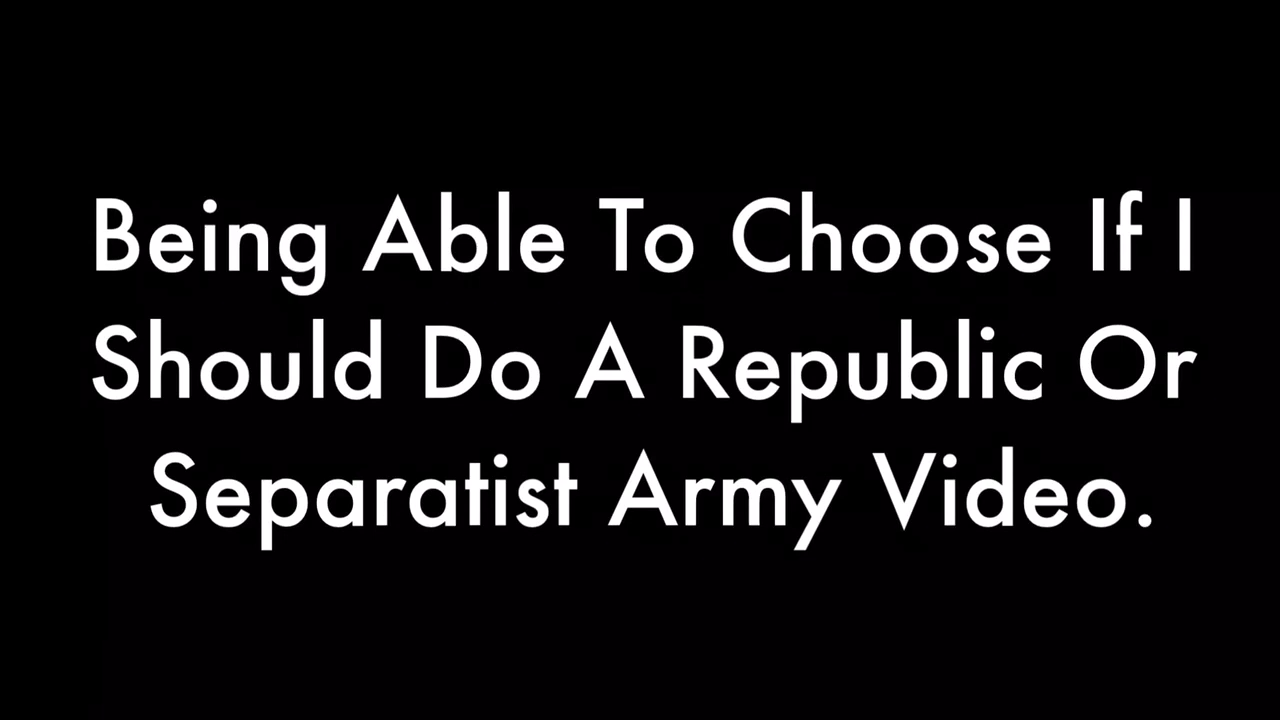 Being Able To Choose If I
Should Do A Republic Or
Separatist Army Video.